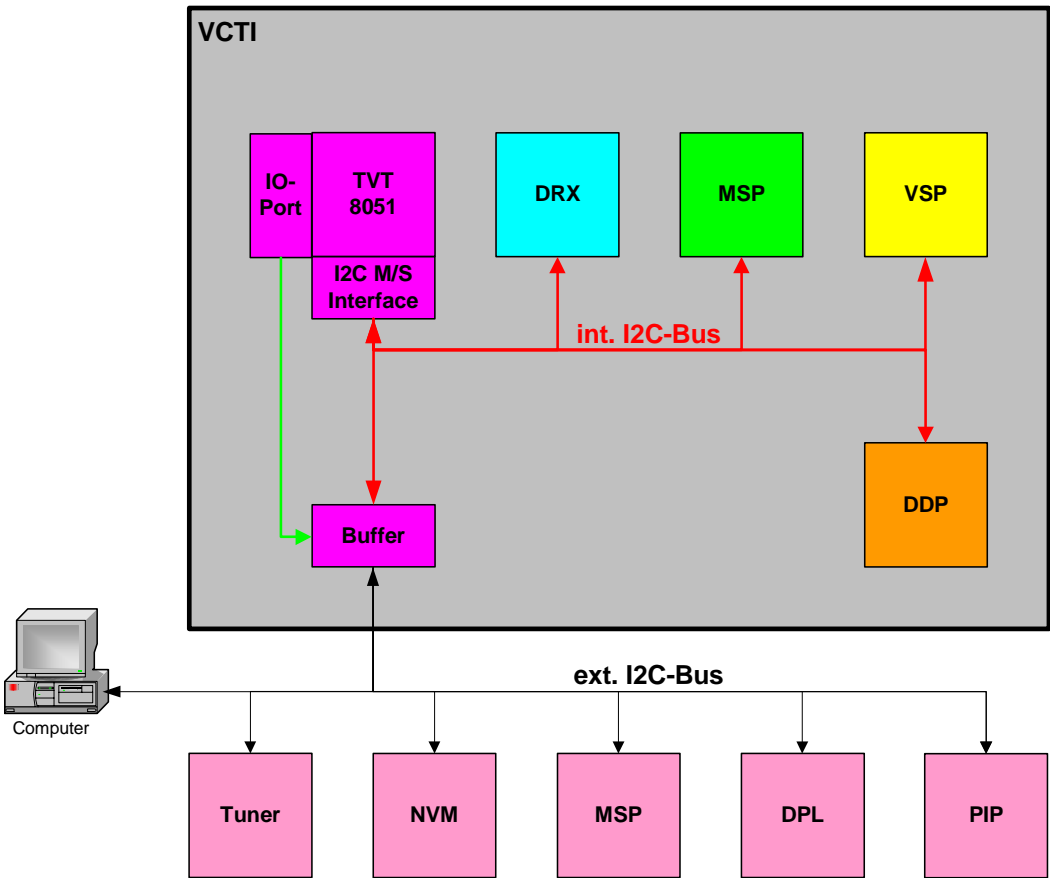 VCTI
IO-
Port
TVT
8051
DRX
MSP
VSP
I2C M/S
Interface
int. I2C-Bus
DDP
Buffer
ext. I2C-Bus
Computer
Tuner
NVM
MSP
DPL
PIP